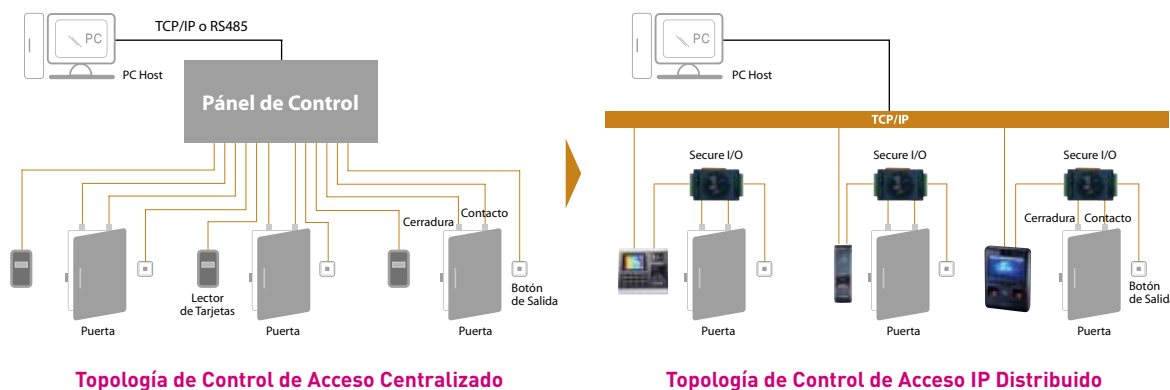 TCP/IP o RS485
PC
PC Host
Pánel de Control
Cerradura
Contacto
Lector
de Tarjetas
Botón
de Salida
Puerta
Puerta
Puerta
Topología de Control de Acceso Centralizado
PC
PC Host
TCP/IP
Secure I/O
Secure I/O
Secure I/O
Cerradura
Contacto
Botón
de Salid
Puerta
Puerta
Puerta
Topología de Control de Acceso IP Distribuido